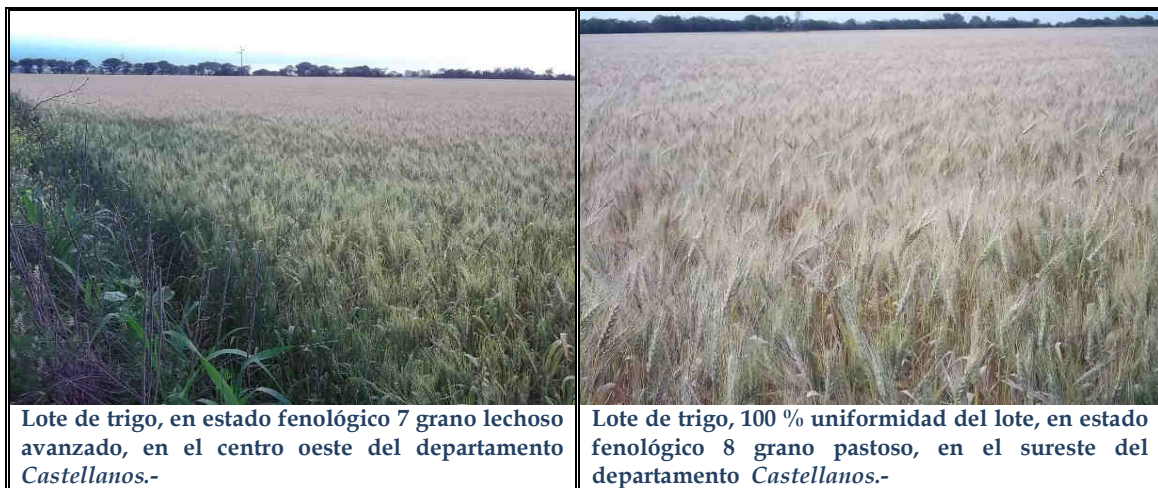 Lote de trigo, en estado fenológico 7 grano lechoso
avanzado, en el centro oeste del departamento
Castellanos.-
Lote de trigo, 100 % uniformidad del lote, en estado
fenológico 8 grano pastoso, en el sureste del
departamento Castellanos.-